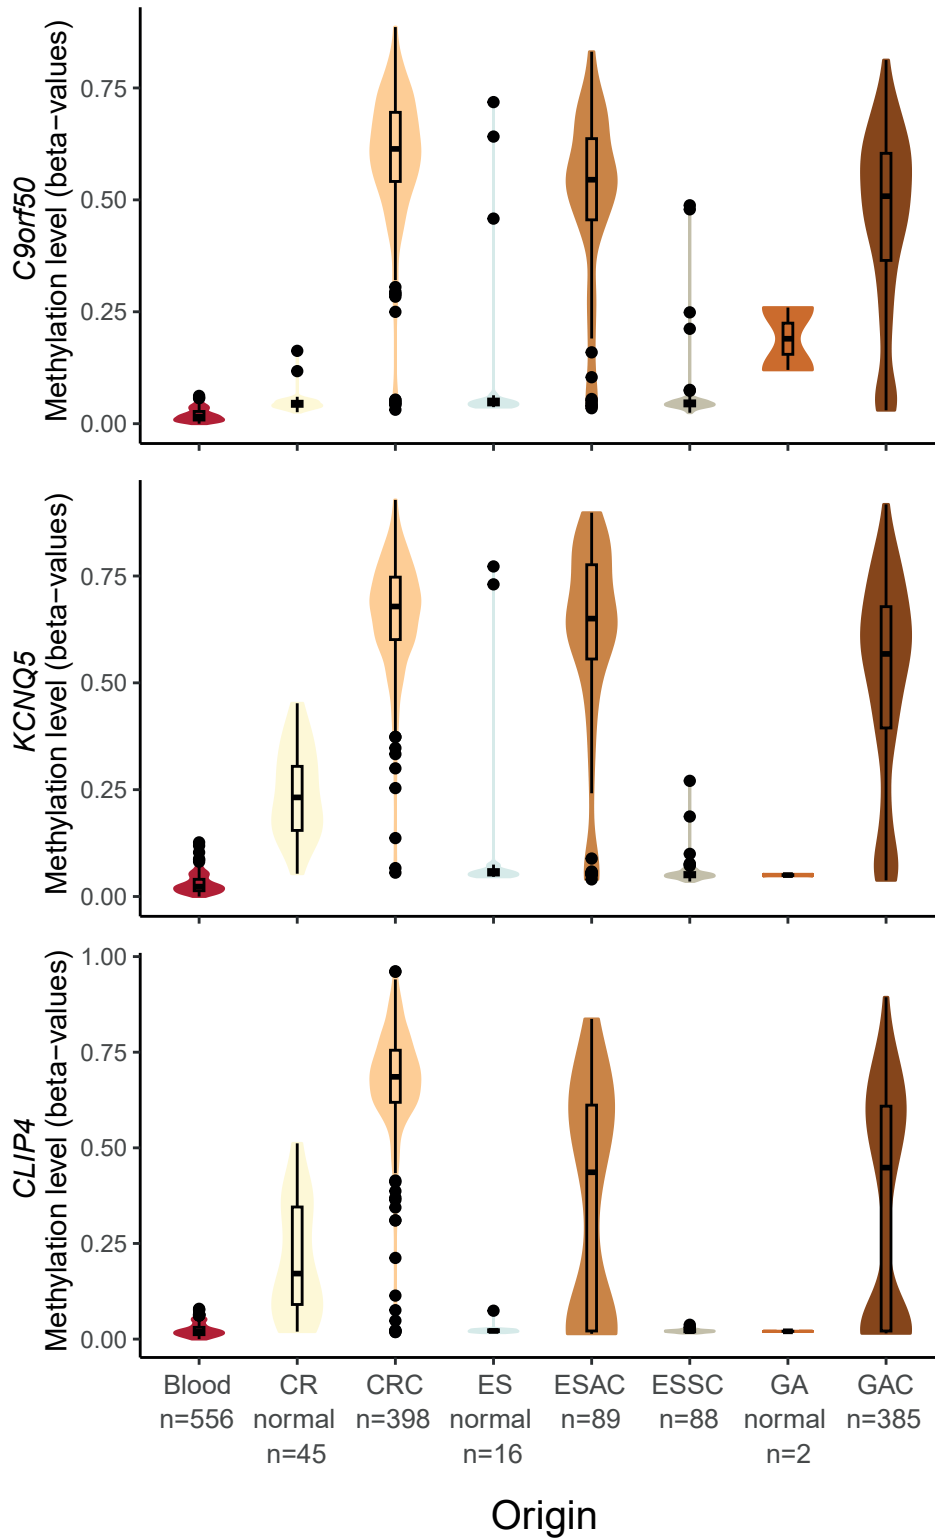 C9orf50
Methylation level (beta−values)
0.75
0.50
0.25
0.00
KCNQ5
Methylation level (beta−values)
0.75
0.50
0.25
0.00
CLIP4
Methylation level (beta−values)
1.00
0.75
0.50
0.25
0.00
Blood CR CRC ES ESAC ESSC GA GAC
n=556 normal n=398 normal n=89 n=88 normal n=385
n=45 n=16 n=2
Origin